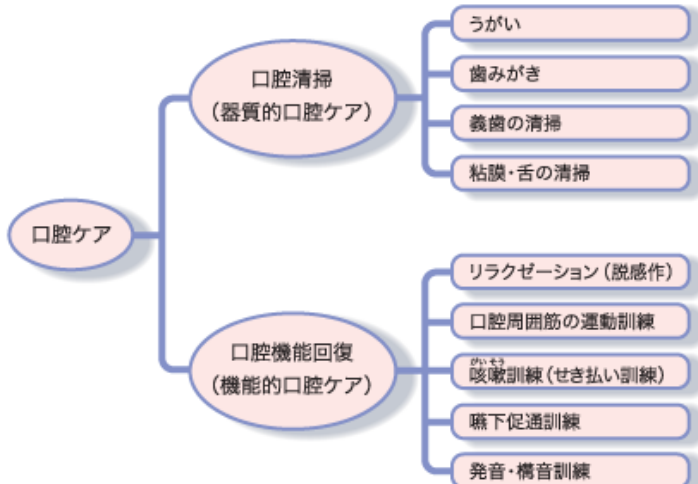 口腔ケア
口腔清掃
（器質的口腔ケア）
うがい
歯みがき
義歯の清掃
粘膜・舌の清掃
口腔機能回復
（機能的口腔ケア）
リラクゼーション（脱感作）
口腔周囲筋の運動訓練
がいそう
咳嗽訓練（せき払い訓練）
嚥下促通訓練
発音・構音訓練